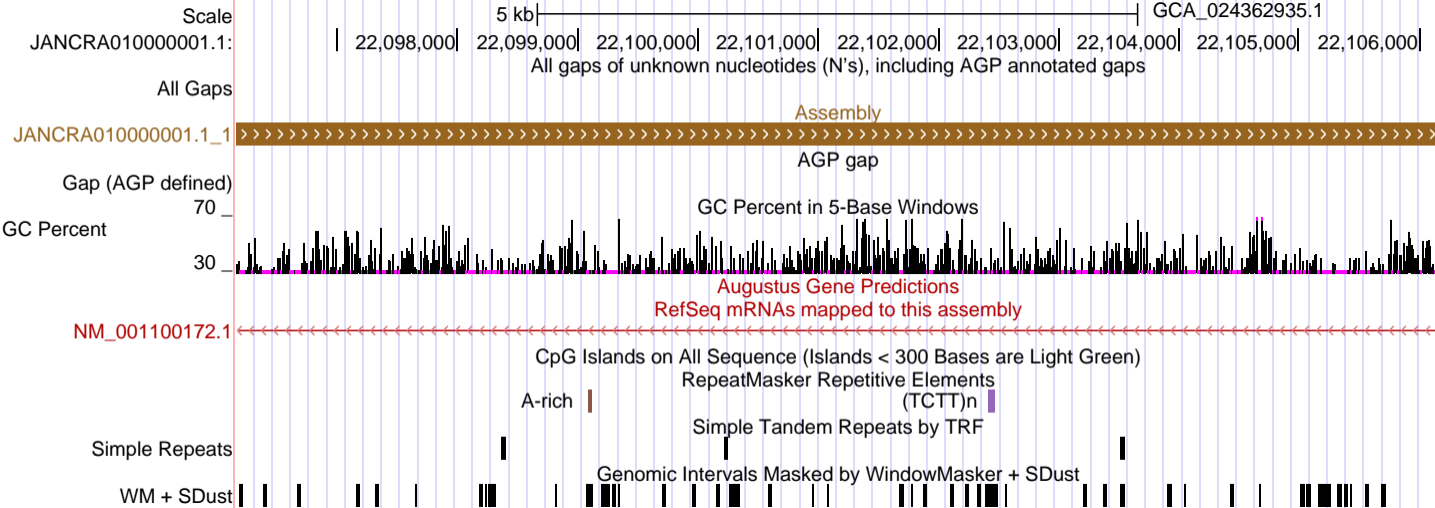 Scale 5 kb GCA_024362935.1
JANCRA010000001.1: 22,098,000 22,099,000 22,100,000 22,101,000 22,102,000 22,103,000 22,104,000 22,105,000 22,106,000
All gaps of unknown nucleotides (N's), including AGP annotated gaps
All Gaps
Assembly
JANCRA010000001.1_1
AGP gap
Gap (AGP defined)
GC Percent in 5-Base Windows
70 _
GC Percent
30 _
Augustus Gene Predictions
RefSeq mRNAs mapped to this assembly
NM_001100172.1
CpG Islands on All Sequence (Islands < 300 Bases are Light Green)
RepeatMasker Repetitive Elements
A-rich (TCTT)n
Simple Tandem Repeats by TRF
Simple Repeats
Genomic Intervals Masked by WindowMasker + SDust
WM + SDust